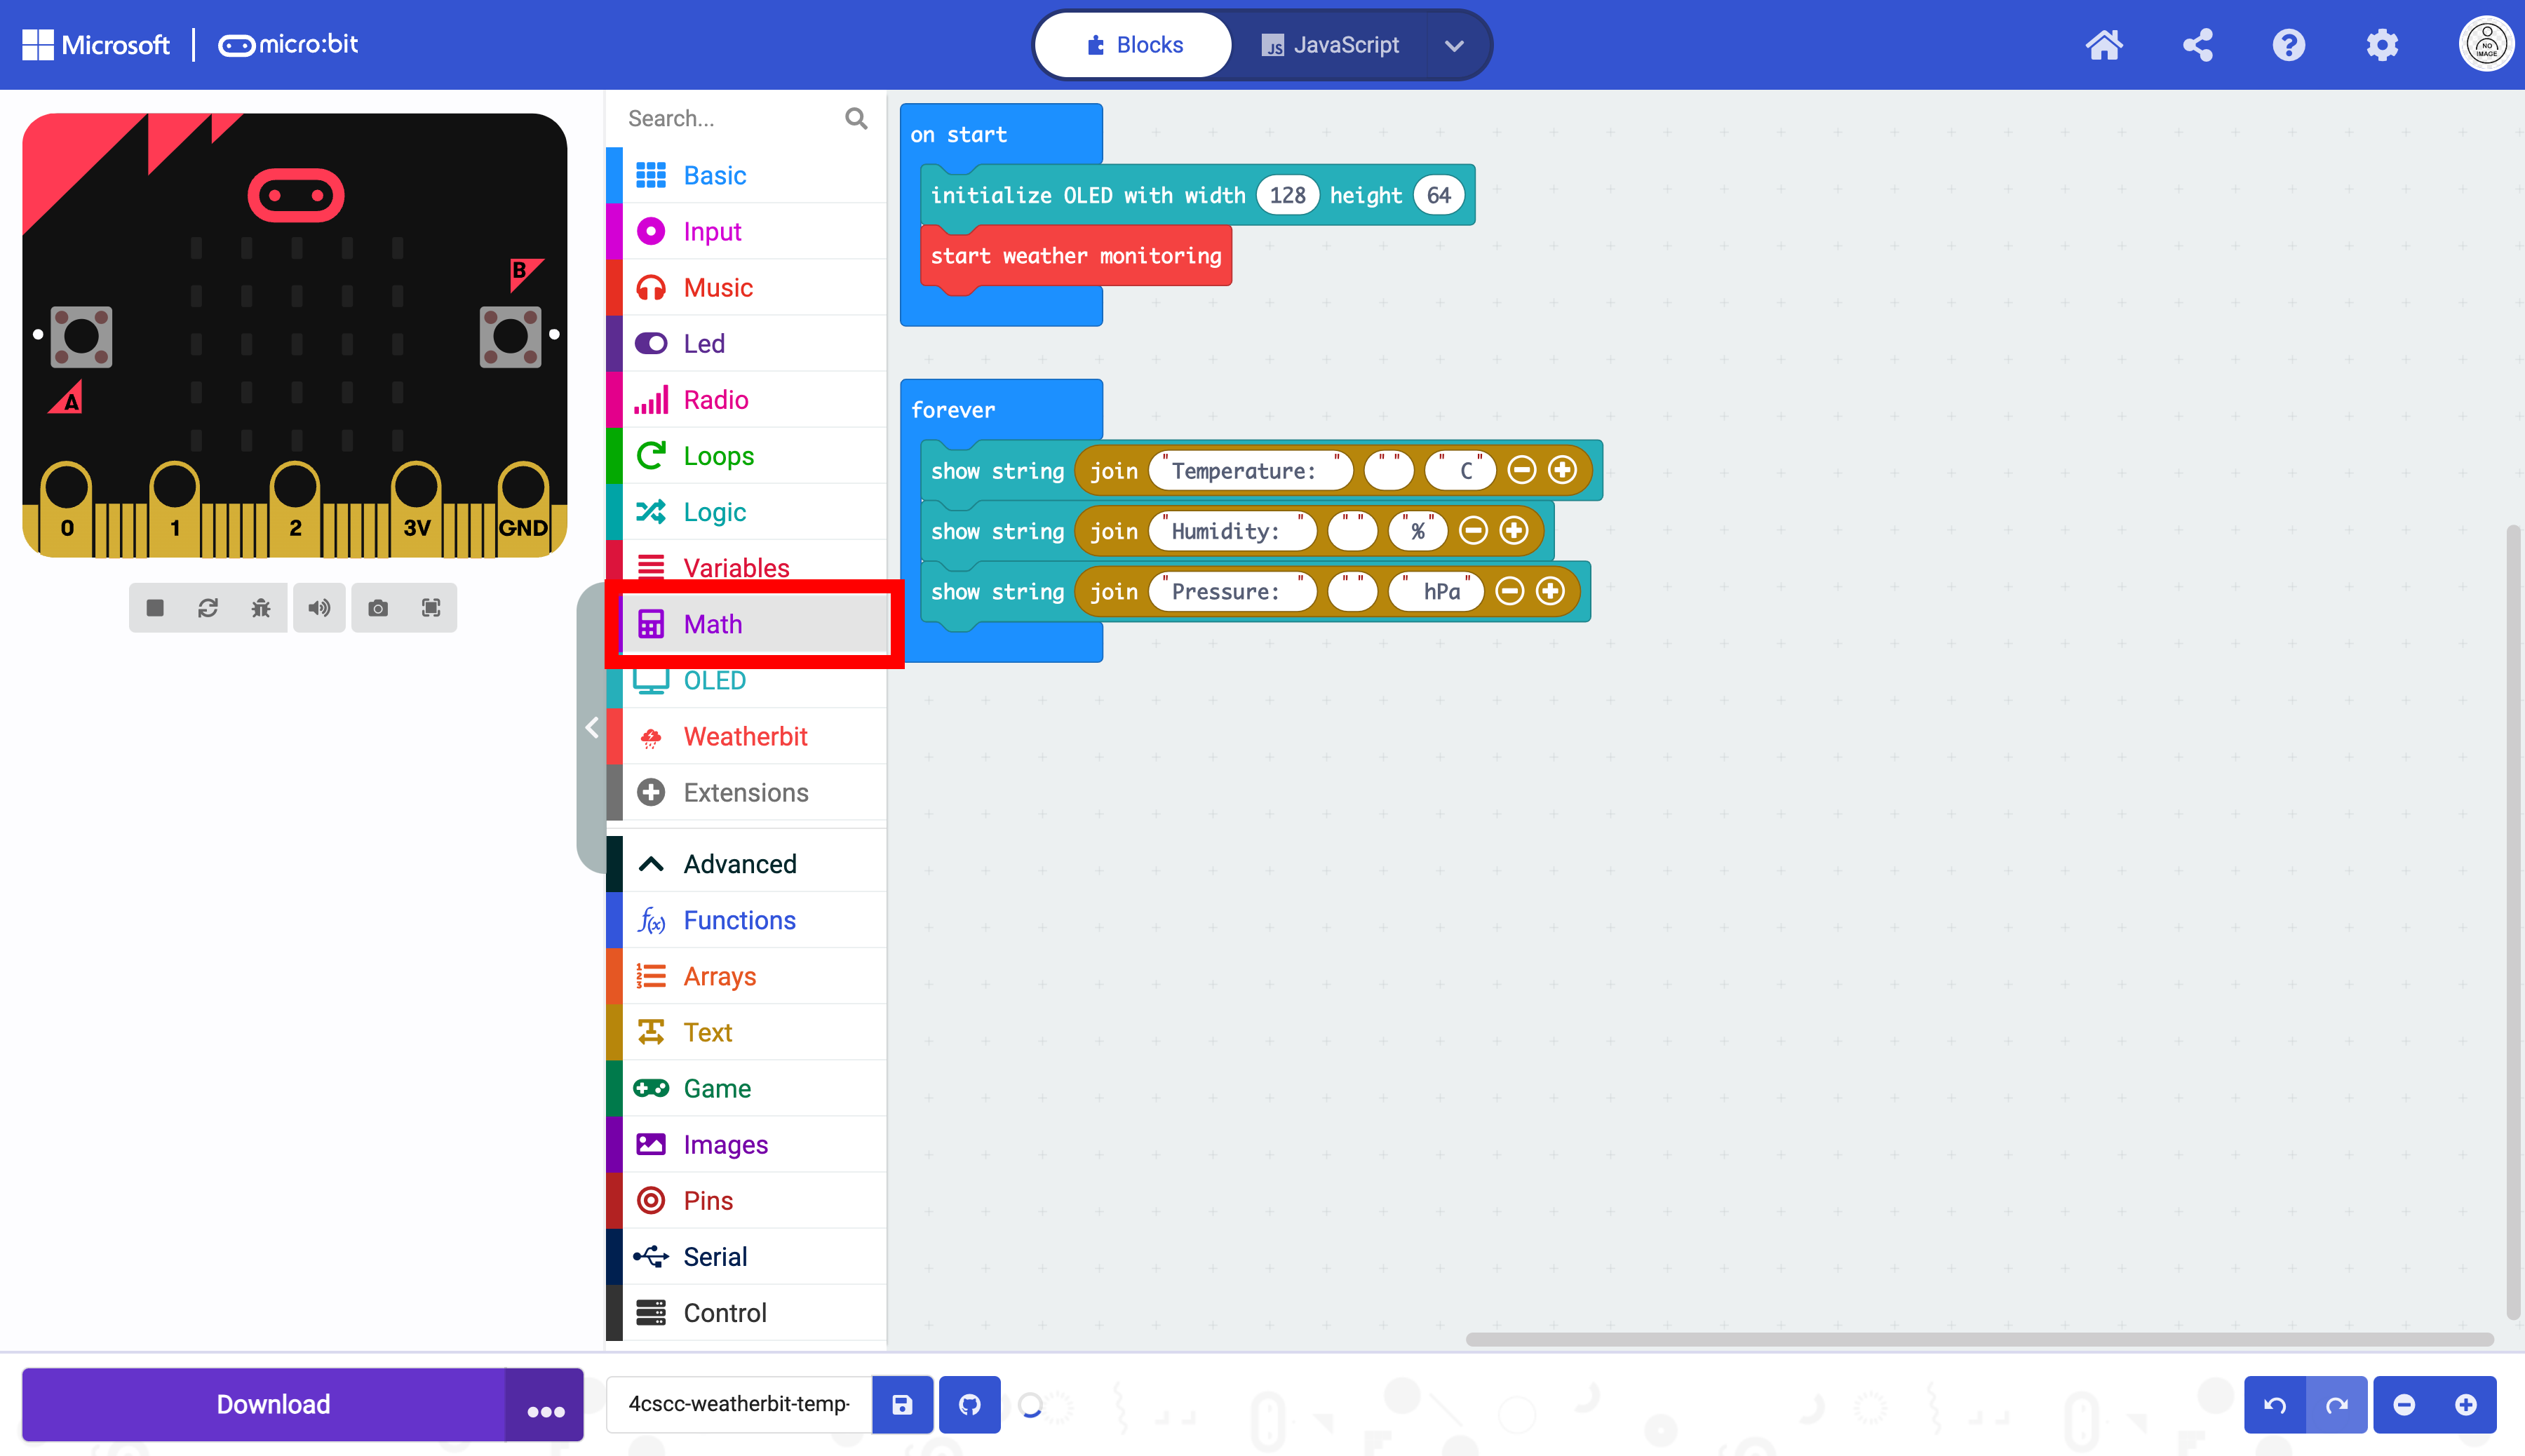 Microsoft | micro:bit
Blocks
JavaScript
NO
IMAGE
B
A
0 1 2 3V GND
Search...
Basic
Input
Music
Led
Radio
Loops
Logic
Variables
Math
OLED
Weatherbit
Extensions
Advanced
Functions
Arrays
Text
Game
Images
Pins
Serial
Control
on start
initialize OLED with width 128 height 64
start weather monitoring
forever
show string join "Temperature: " "" " C"
show string join "Humidity: " "" "%"
show string join "Pressure: " "" " hPa"
Download
4cscc-weatherbit-temp-